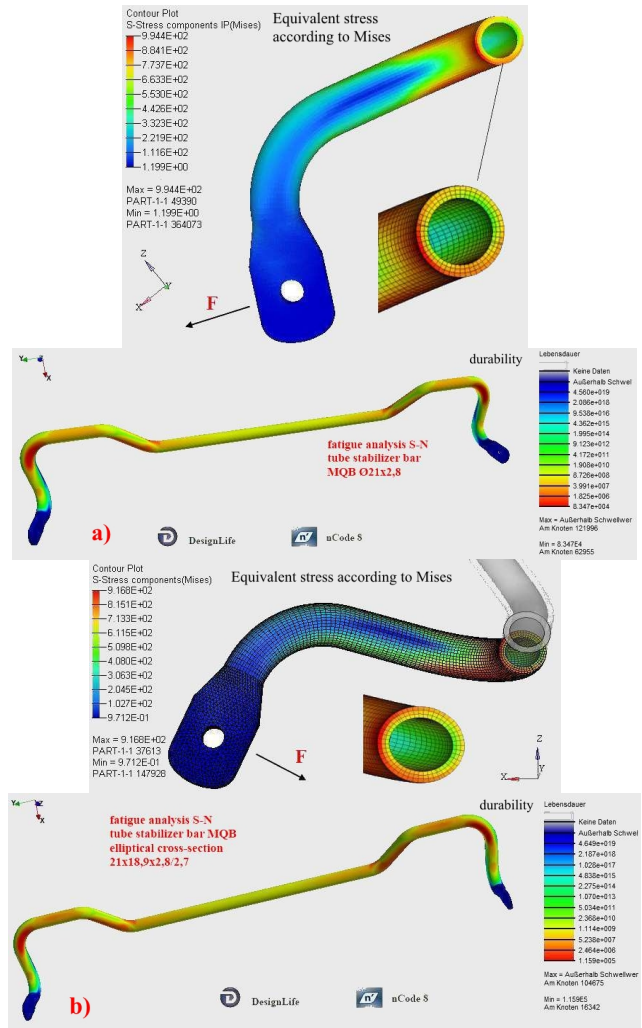 Contour Plot
S-Stress components IP(Mises)
9.944E+02
8.841E+02
7.737E+02
6.633E+02
5.530E+02
4.426E+02
3.323E+02
2.219E+02
1.116E+02
1.199E+00
Max = 9.944E+02
PART-1-1 49390
Min = 1.199E+00
PART-1-1 364073
Equivalent stress
according to Mises
Z
Y
X
F
Y
Z
X
durability
fatigue analysis S-N
tube stabilizer bar
MQB Ø21x2,8
a)
DesignLife
nCode 8
Lebensdauer
Keine Daten
Außerhalb Schwel
4.560e+019
2.086e+018
9.538e+016
4.362e+015
1.995e+014
9.123e+012
4.172e+011
1.908e+010
8.726e+008
3.991e+007
1.825e+006
8.347e+004
Max = Außerhalb Schwellwer
Am Knoten 121996
Min = 8.347E4
Am Knoten 62955
Contour Plot
S-Stress components(Mises)
9.168E+02
8.151E+02
7.133E+02
6.115E+02
5.098E+02
4.080E+02
3.063E+02
2.045E+02
1.027E+02
9.712E-01
Max = 9.168E+02
PART-1-1 37613
Min = 9.712E-01
PART-1-1 147928
Equivalent stress according to Mises
F
Z
X
Y
Y
Z
X
fatigue analysis S-N
tube stabilizer bar MQB
elliptical cross-section
21x18,9x2,8/2,7
durability
b)
DesignLife
nCode 8
Lebensdauer
Keine Daten
Außerhalb Schwel
4.649e+019
2.187e+018
1.028e+017
4.838e+015
2.275e+014
1.070e+013
5.034e+011
2.368e+010
1.114e+009
5.238e+007
2.464e+006
1.159e+005
Max = Außerhalb Schwellwer
Am Knoten 104675
Min = 1.159E5
Am Knoten 16342